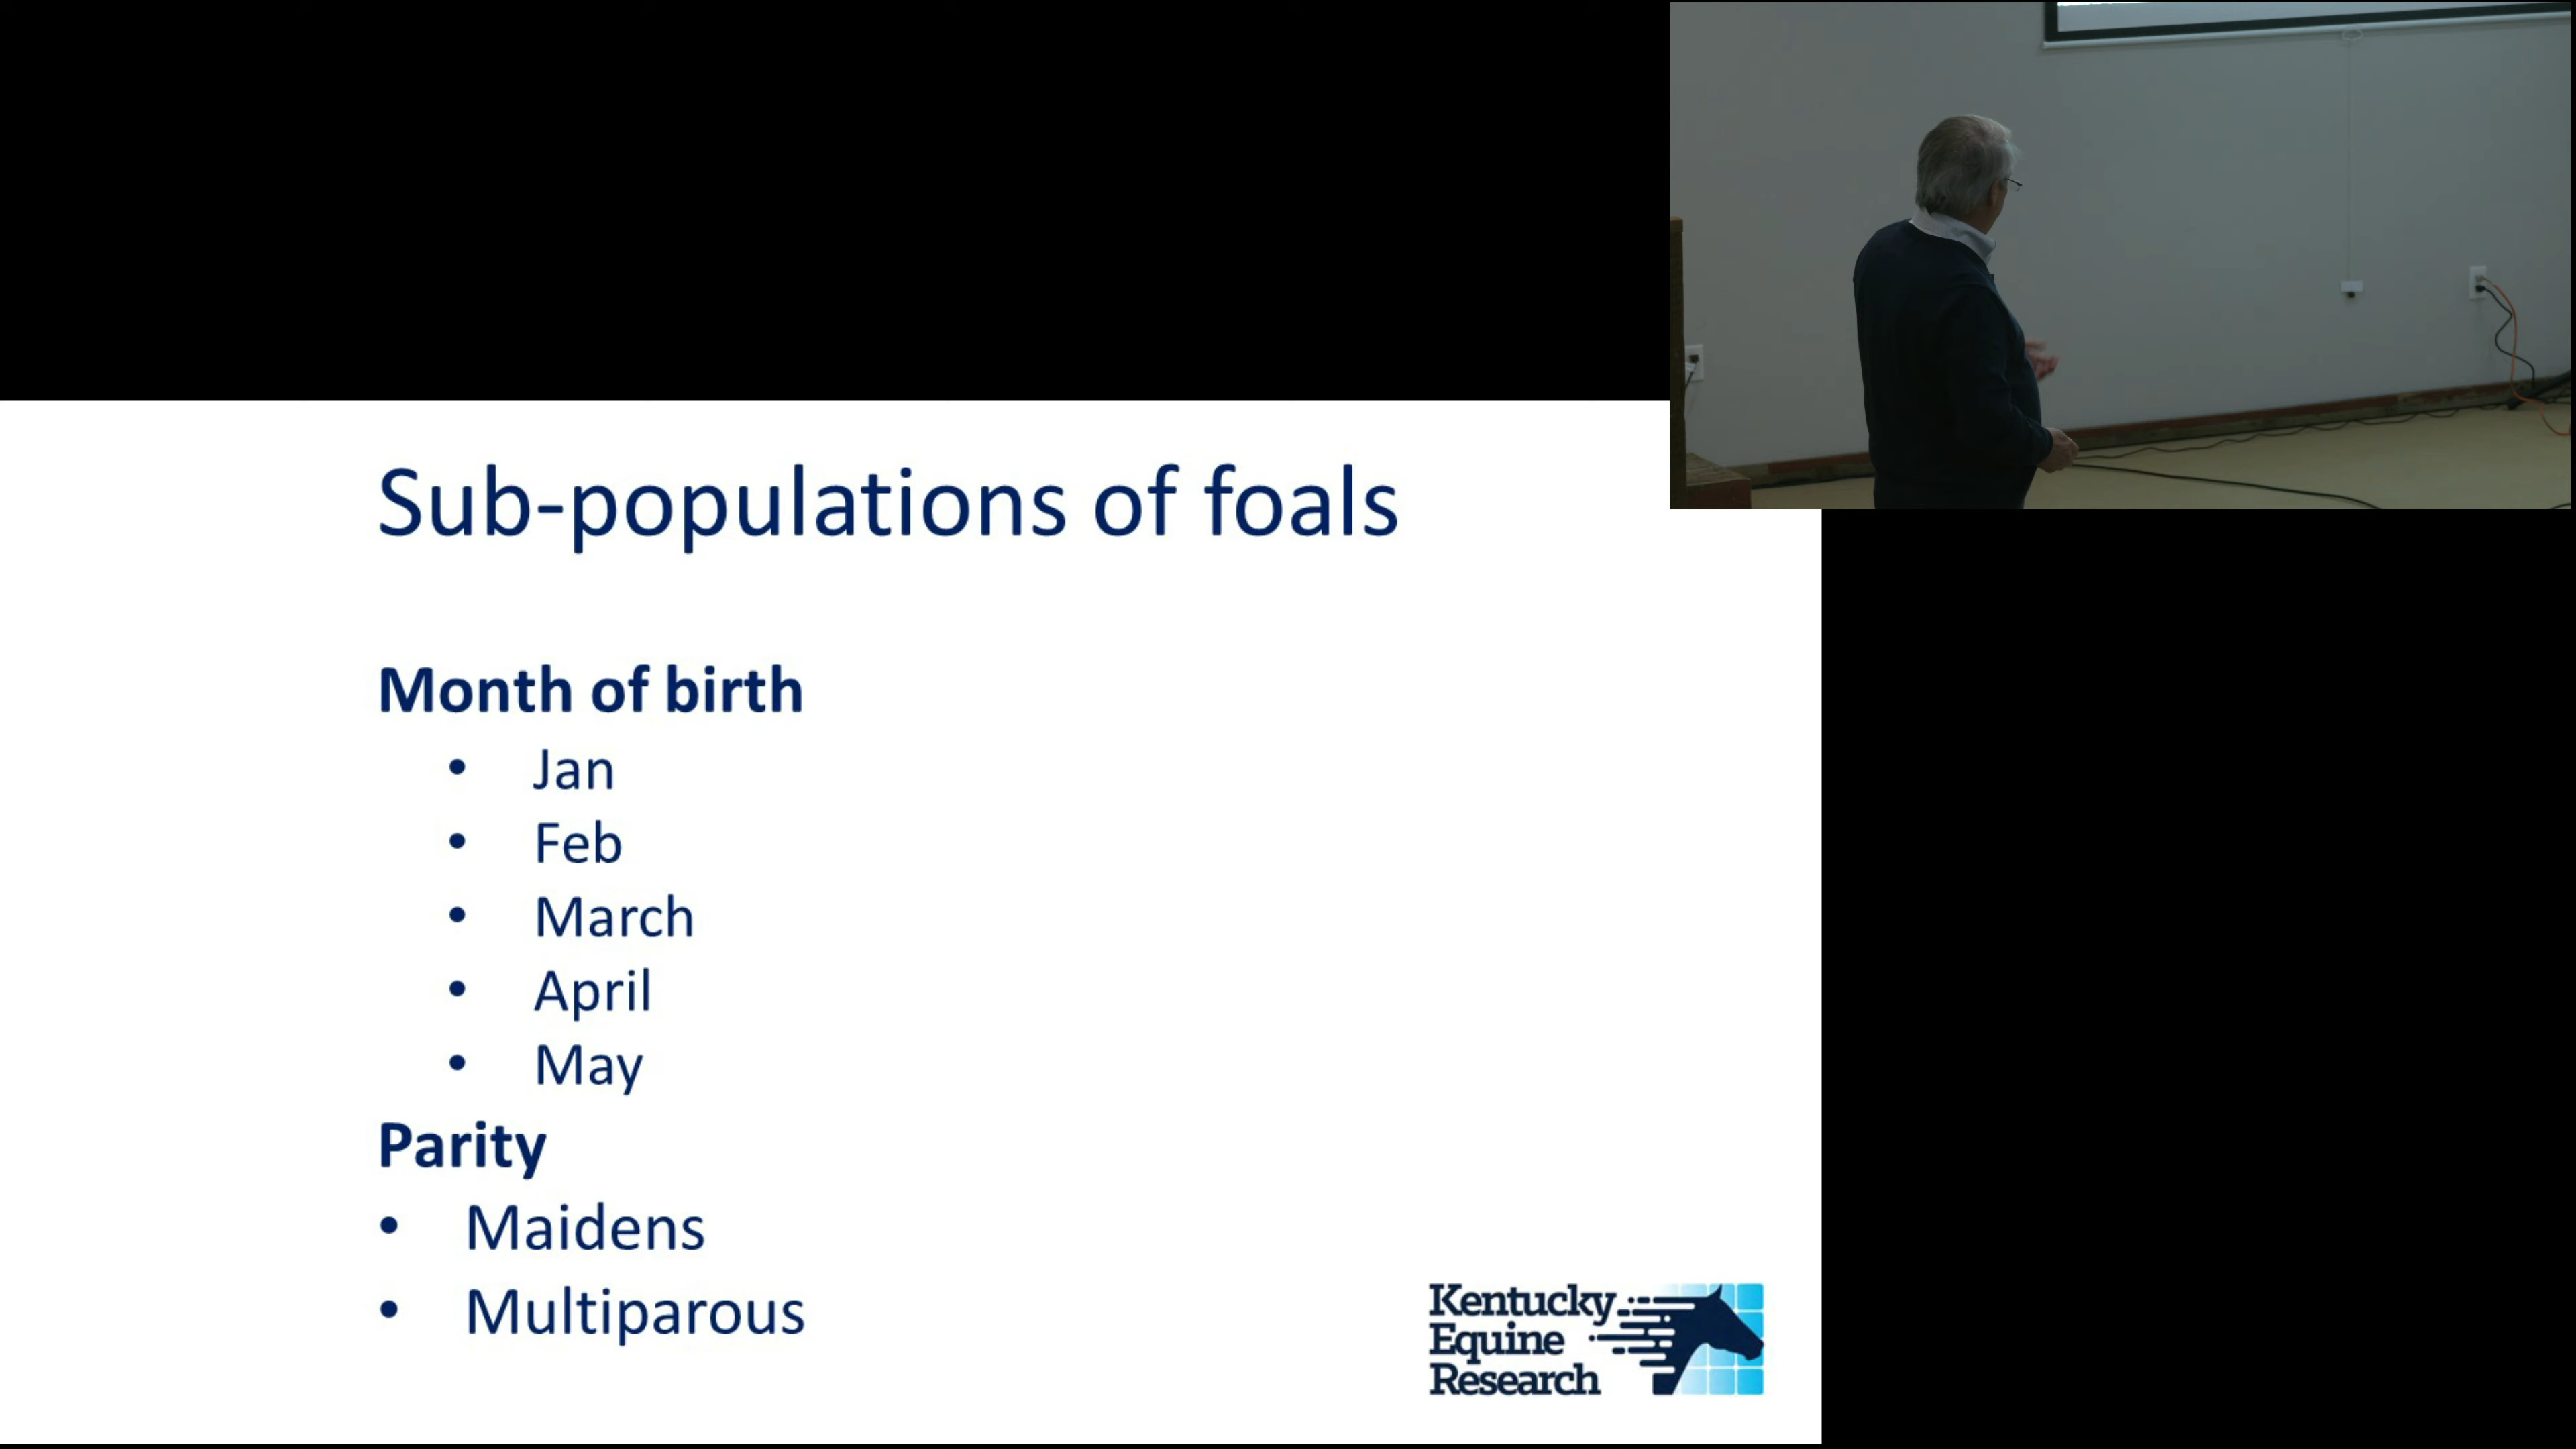 Sub-populations of foals
Month of birth
• Jan
• Feb
• March
• April
• May
Parity
• Maidens
• Multiparous
Kentucky
Equine
Research